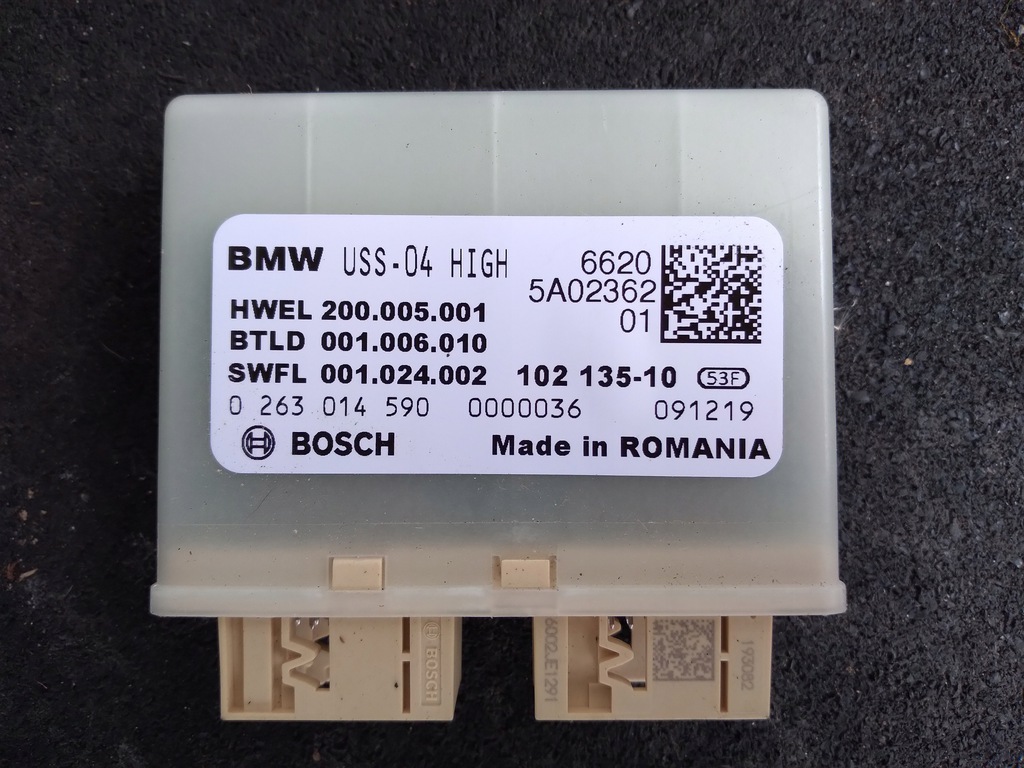 BMW USS-04 HIGH
6620
5A02362
01
HWEL 200.005.001
BTLD 001.006.010
SWFL 001.024.002 102 135-10 53F
0 263 014 590 0000036 091219
BOSCH Made in ROMANIA
BOSCH
193082